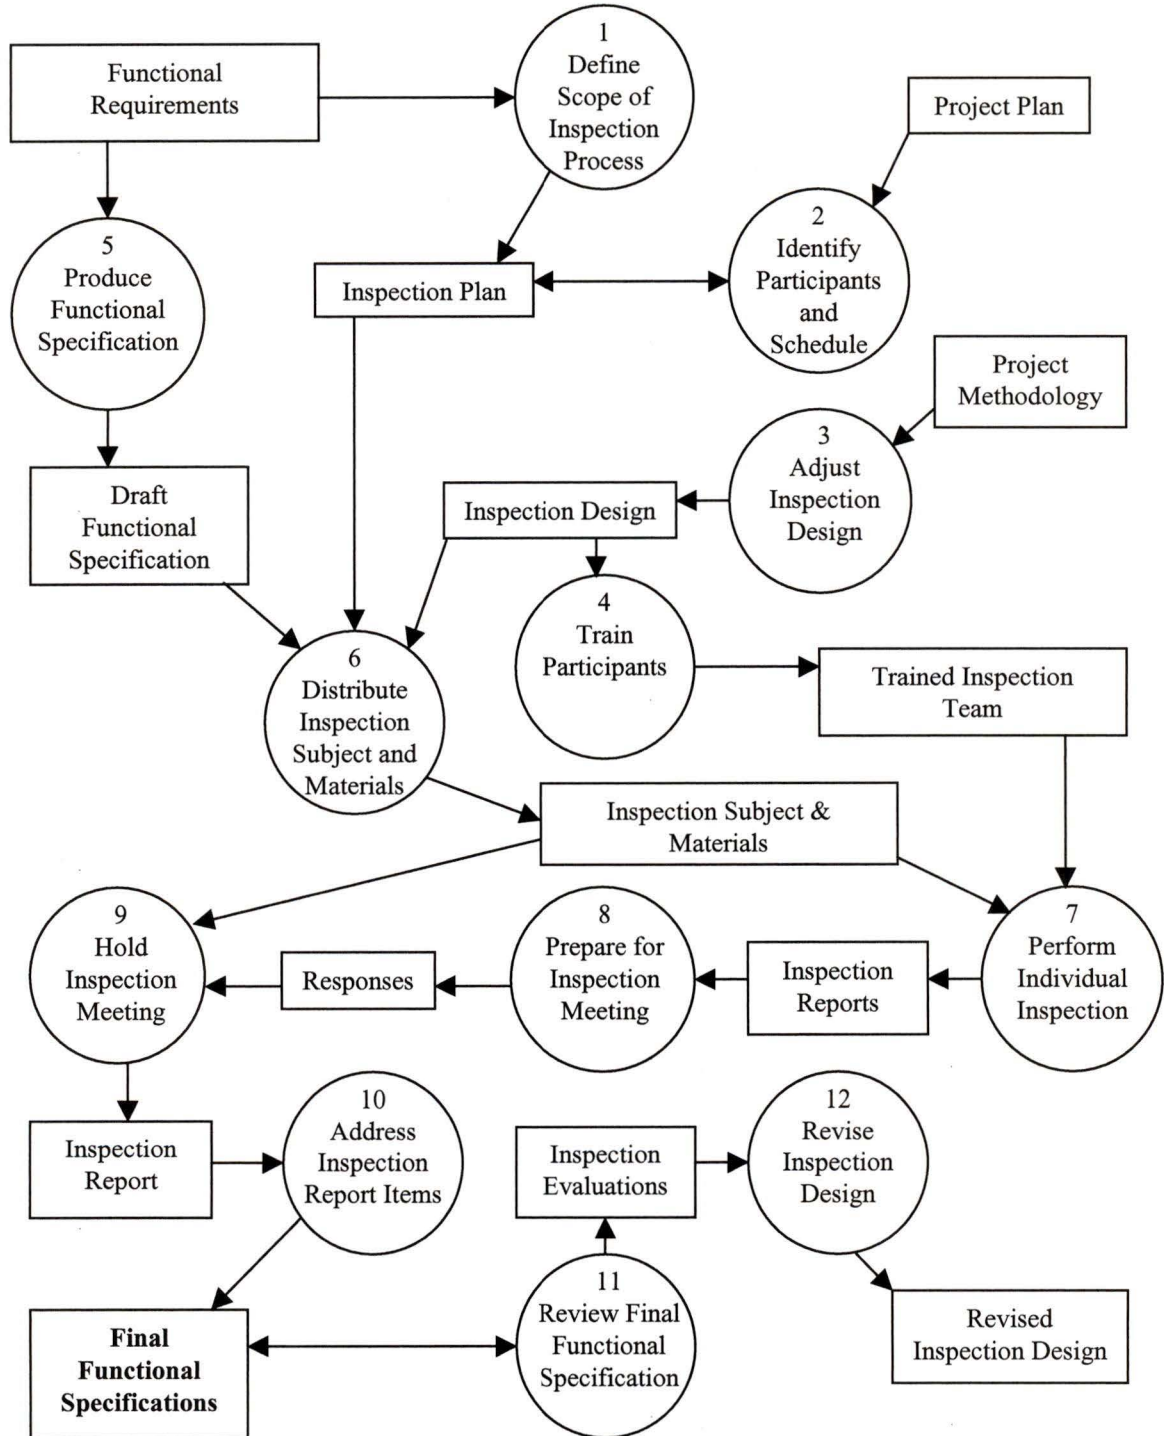 Functional
Requirements
1
Define
Scope of
Inspection
Process
Project Plan
2
Identify
Participants
and
Schedule
5
Produce
Functional
Specification
Inspection Plan
Project
Methodology
3
Adjust
Inspection
Design
Draft
Functional
Specification
Inspection Design
4
Train
Participants
6
Distribute
Inspection
Subject and
Materials
Trained Inspection
Team
Inspection Subject &
Materials
9
Hold
Inspection
Meeting
Responses
8
Prepare for
Inspection
Meeting
Inspection
Reports
7
Perform
Individual
Inspection
Inspection
Report
10
Address
Inspection
Report Items
Inspection
Evaluations
12
Revise
Inspection
Design
Final
Functional
Specifications
11
Review Final
Functional
Specification
Revised
Inspection Design